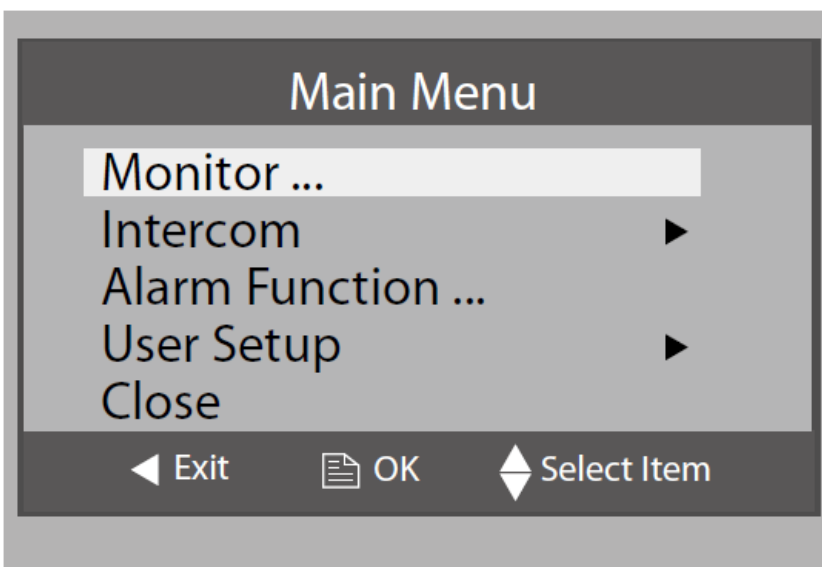 Main Menu
Monitor ...
Intercom
Alarm Function ...
User Setup
Close
Exit OK Select Item